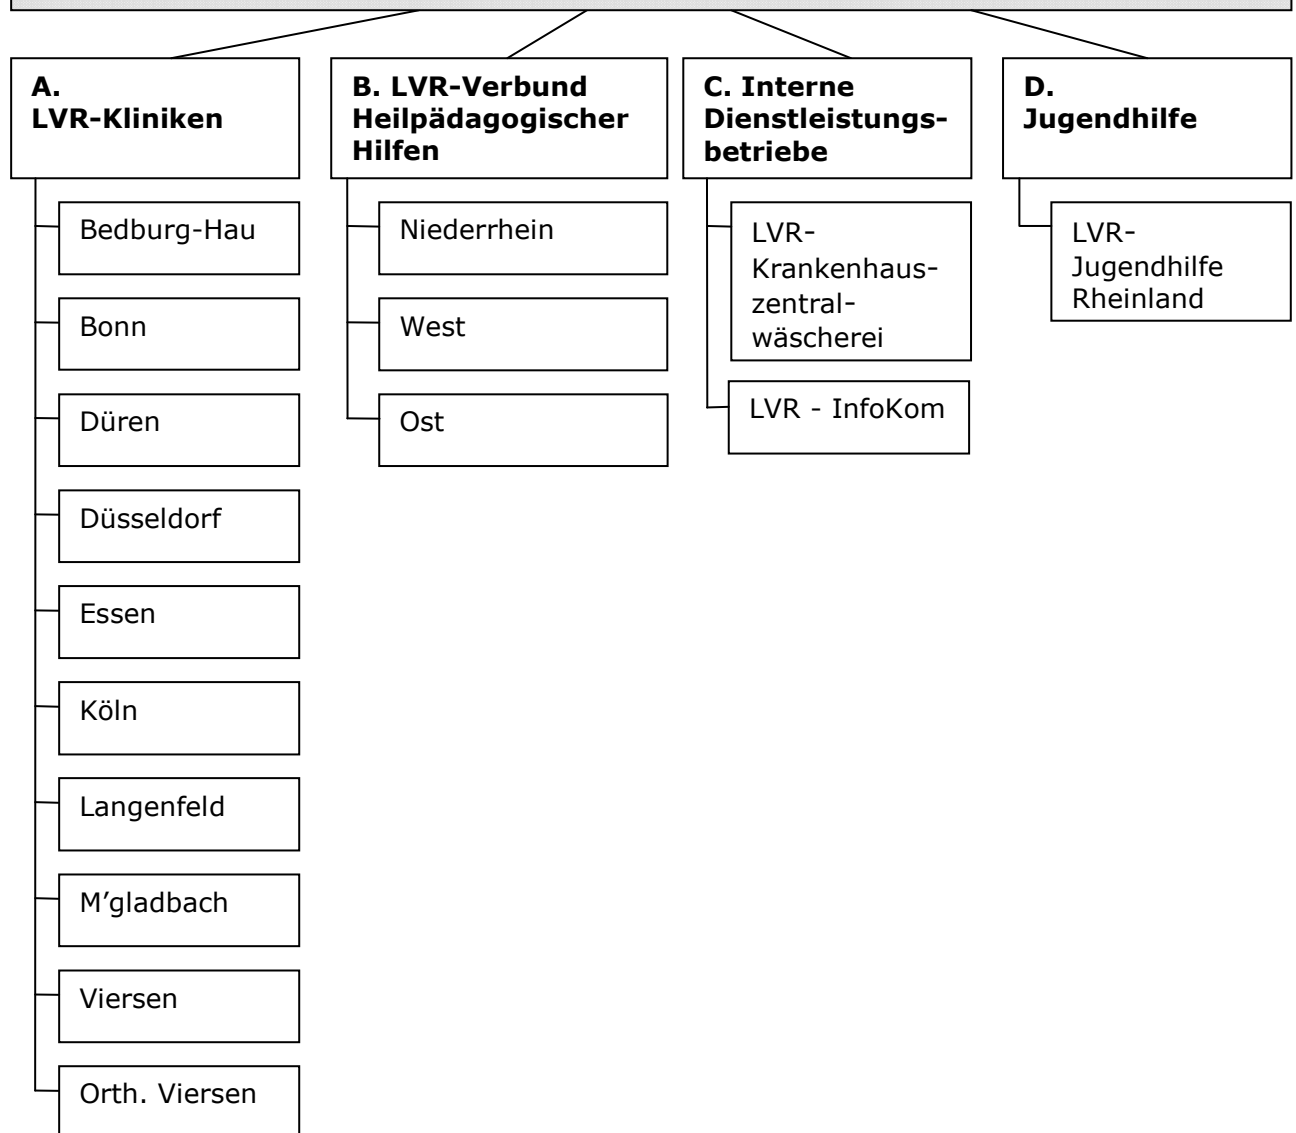 A.
LVR-Kliniken
Bedburg-Hau
Bonn
Düren
Düsseldorf
Essen
Köln
Langenfeld
M’gladbach
Viersen
Orth. Viersen
B. LVR-Verbund
Heilpädagogischer
Hilfen
Niederrhein
West
Ost
C. Interne
Dienstleistungs-
betriebe
LVR-
Krankenhaus-
zentral-
wäscherei
LVR - InfoKom
D.
Jugendhilfe
LVR-
Jugendhilfe
Rheinland